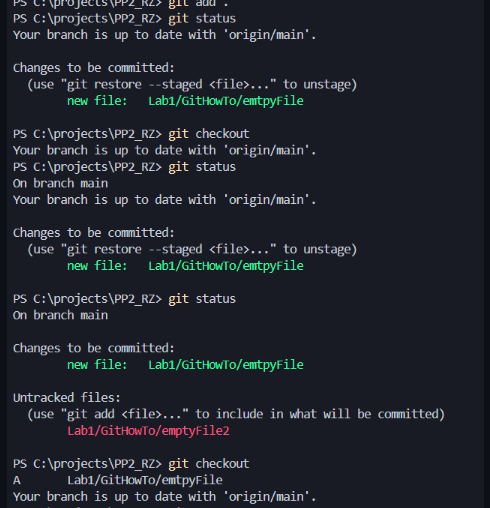 PS C:\projects\PP2_RZ> git add .
PS C:\projects\PP2_RZ> git status
Your branch is up to date with 'origin/main'.
Changes to be committed:
(use "git restore --staged <file>..." to unstage)
new file: Lab1/GitHowTo/emtpyFile
PS C:\projects\PP2_RZ> git checkout
Your branch is up to date with 'origin/main'.
PS C:\projects\PP2_RZ> git status
On branch main
Your branch is up to date with 'origin/main'.
Changes to be committed:
(use "git restore --staged <file>..." to unstage)
new file: Lab1/GitHowTo/emtpyFile
PS C:\projects\PP2_RZ> git status
On branch main
Changes to be committed:
new file: Lab1/GitHowTo/emtpyFile
Untracked files:
(use "git add <file>..." to include in what will be committed)
Lab1/GitHowTo/emptyFile2
PS C:\projects\PP2_RZ> git checkout
A Lab1/GitHowTo/emtpyFile
Your branch is up to date with 'origin/main'.